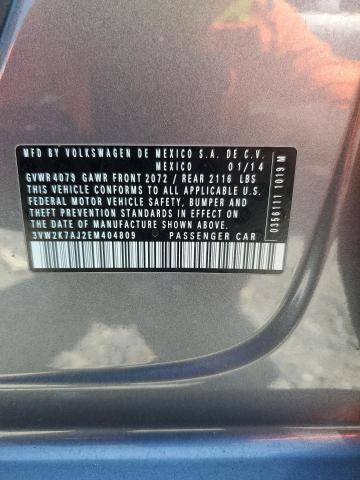 MFD BY VOLKSWAGEN DE MEXICO S.A. DE C.V.
MEXICO 01/14
GVWR4079 GAWR FRONT 2072 / REAR 2116 LBS
THIS VEHICLE CONFORMS TO ALL APPLICABLE U.S.
FEDERAL MOTOR VEHICLE SAFETY, BUMPER AND
THEFT PREVENTION STANDARDS IN EFFECT ON
THE DATE OF MANUFACTURE SHOWN ABOVE.
3VW2K7AJ2EM404809 PASSENGER CAR
0356111 1019 M